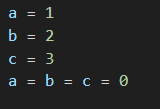 a = 1
b = 2
c = 3
a = b = c = 0